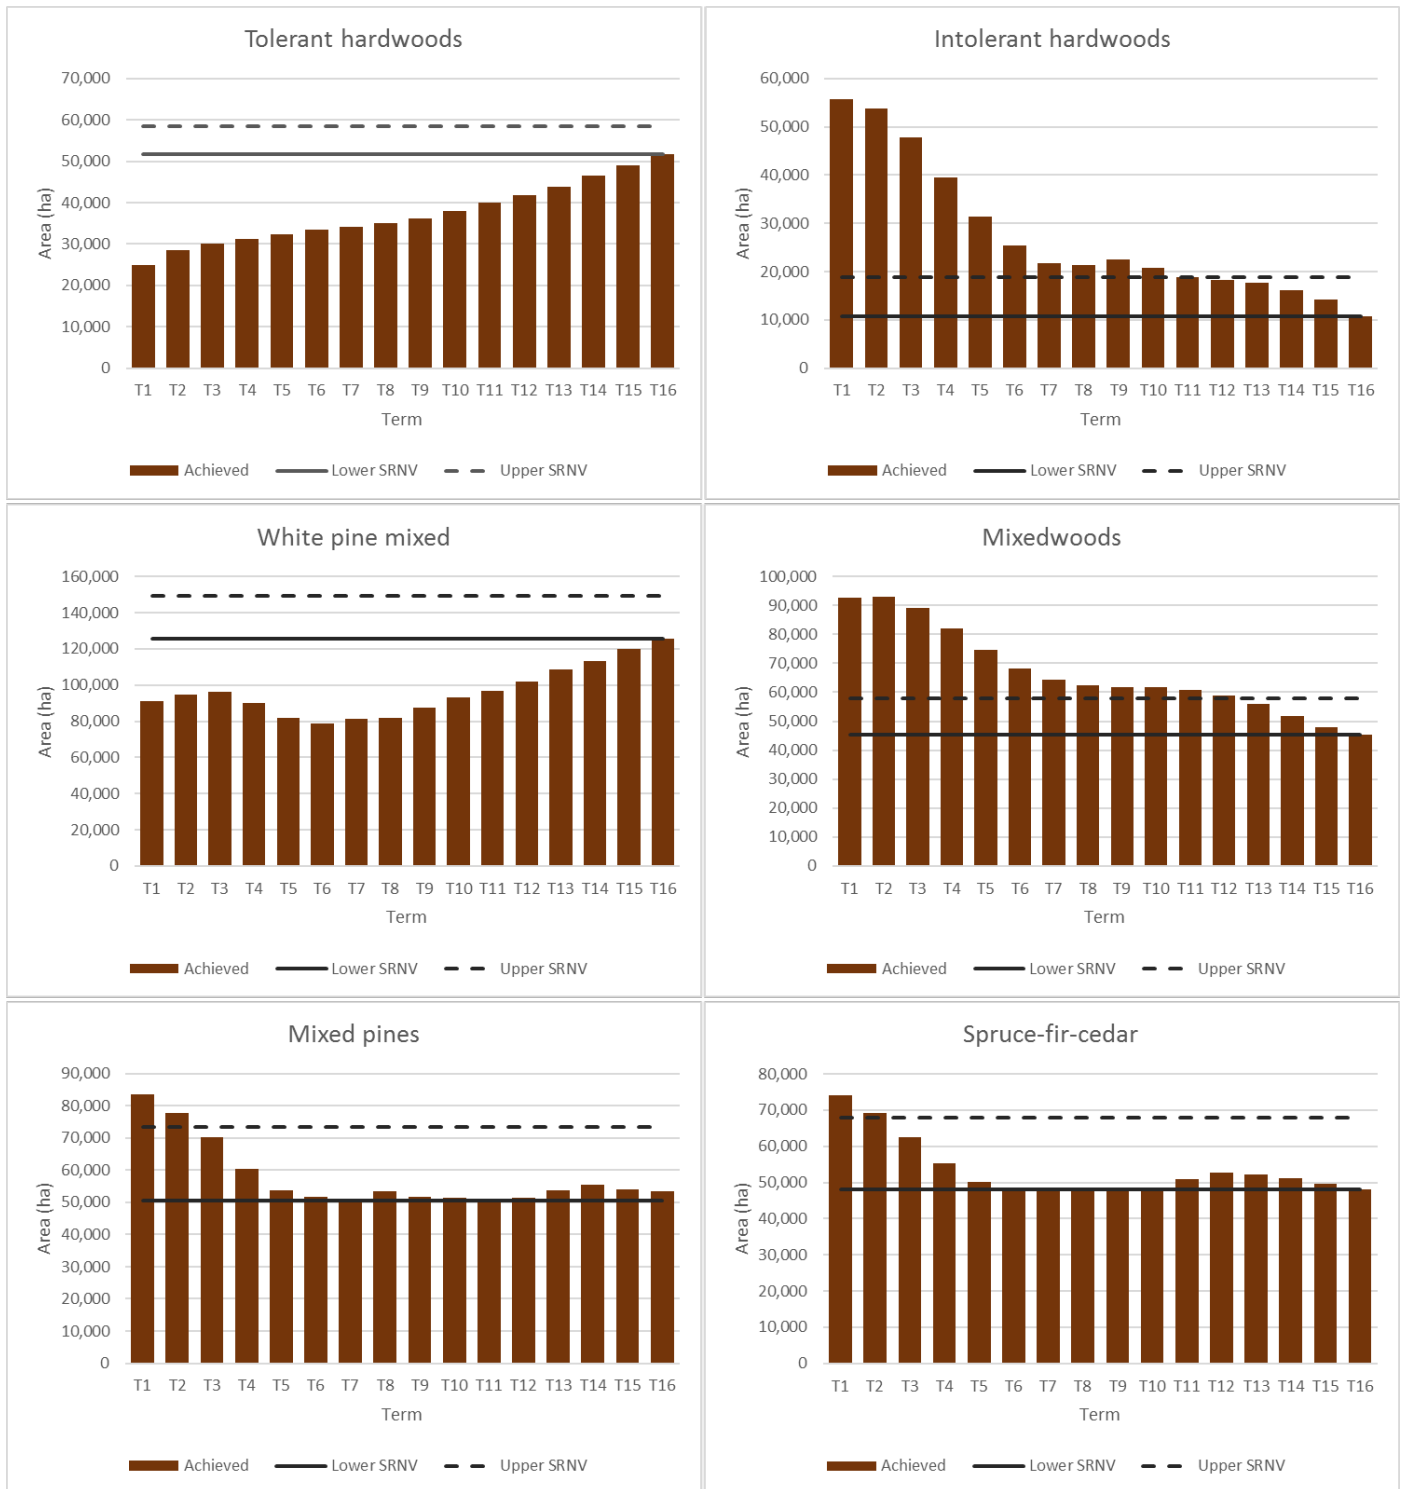 Tolerant hardwoods
70,000
60,000
50,000
40,000
30,000
20,000
10,000
0
Area (ha)
T1 T2 T3 T4 T5 T6 T7 T8 T9 T10 T11 T12 T13 T14 T15 T16
Term
Achieved Lower SRNV Upper SRNV
Intolerant hardwoods
60,000
50,000
40,000
30,000
20,000
10,000
0
Area (ha)
T1 T2 T3 T4 T5 T6 T7 T8 T9 T10 T11 T12 T13 T14 T15 T16
Term
Achieved Lower SRNV Upper SRNV
White pine mixed
160,000
140,000
120,000
100,000
80,000
60,000
40,000
20,000
0
Area (ha)
T1 T2 T3 T4 T5 T6 T7 T8 T9 T10 T11 T12 T13 T14 T15 T16
Term
Achieved Lower SRNV Upper SRNV
Mixedwoods
100,000
90,000
80,000
70,000
60,000
50,000
40,000
30,000
20,000
10,000
0
Area (ha)
T1 T2 T3 T4 T5 T6 T7 T8 T9 T10 T11 T12 T13 T14 T15 T16
Term
Achieved Lower SRNV Upper SRNV
Mixed pines
90,000
80,000
70,000
60,000
50,000
40,000
30,000
20,000
10,000
0
Area (ha)
T1 T2 T3 T4 T5 T6 T7 T8 T9 T10 T11 T12 T13 T14 T15 T16
Term
Achieved Lower SRNV Upper SRNV
Spruce-fir-cedar
80,000
70,000
60,000
50,000
40,000
30,000
20,000
10,000
0
Area (ha)
T1 T2 T3 T4 T5 T6 T7 T8 T9 T10 T11 T12 T13 T14 T15 T16
Term
Achieved Lower SRNV Upper SRNV